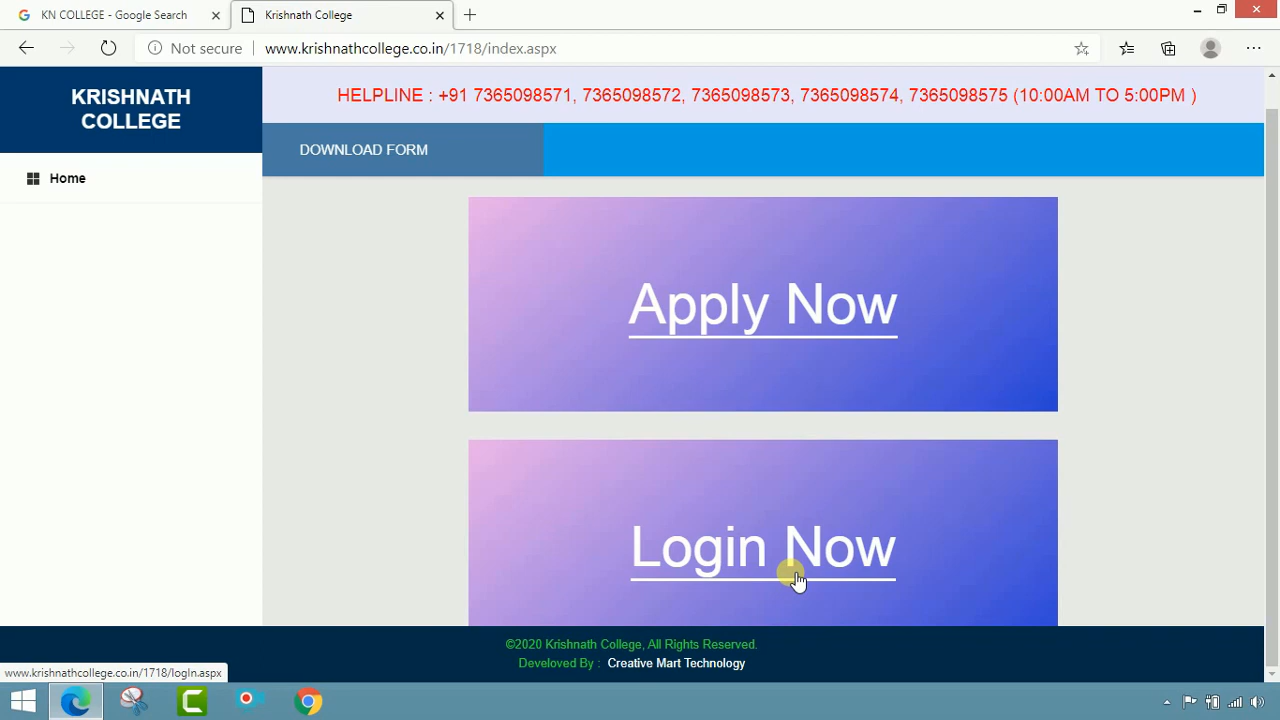 KN COLLEGE - Google Search
Krishnath College
Not secure
www.krishnathcollege.co.in/1718/index.aspx
KRISHNATH
COLLEGE
HELPLINE : +91 7365098571, 7365098572, 7365098573, 7365098574, 7365098575 (10:00AM TO 5:00PM )
DOWNLOAD FORM
Home
Apply Now
Login Now
©2020 Krishnath College, All Rights Reserved.
Develoved By : Creative Mart Technology
www.krishnathcollege.co.in/1718/logIn.aspx